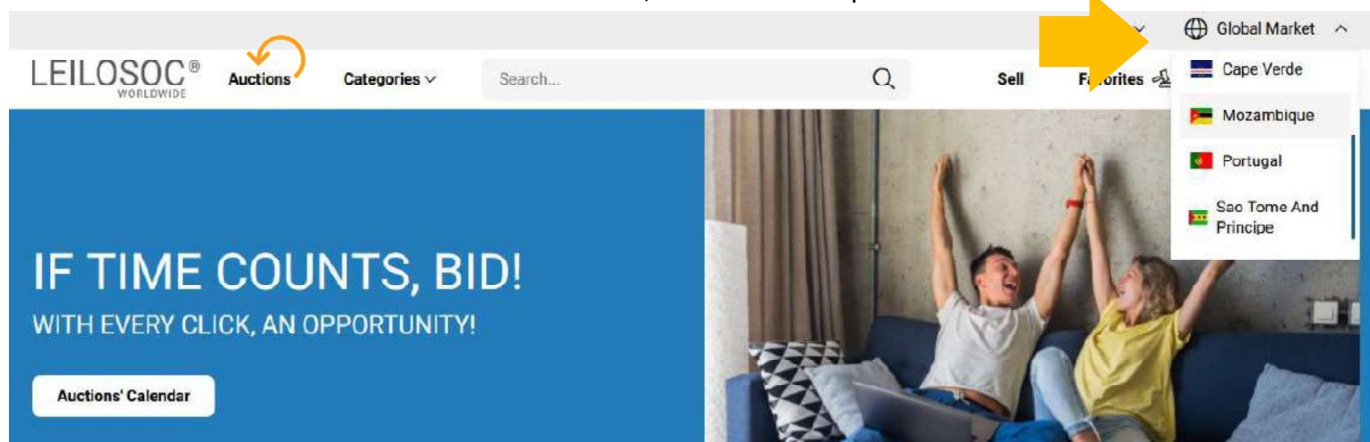 Global Market
LEILOSOC®
WORLDWIDE
Auctions
Categories
Search...
Sell
Favorites
Cape Verde
Mozambique
Portugal
Sao Tome And
Principe
IF TIME COUNTS, BID!
WITH EVERY CLICK, AN OPPORTUNITY!
Auctions' Calendar